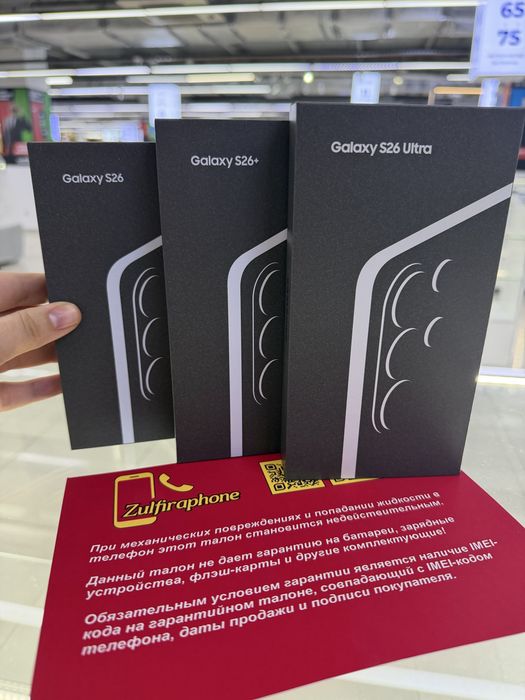 65
75
Galaxy S26
Galaxy S26+
Galaxy S26 Ultra
Zulfiraphone
При механических повреждениях и попадании жидкости в
телефон этот талон становится недействительным.
Данный талон не дает гарантию на батареи, зарядные
устройства, флэш-карты и другие комплектующие!
Обязательным условием гарантии является наличие IMEI-
кода на гарантийном талоне, совпадающий с IMEI-кодом
телефона, даты продажи и подписи покупателя.